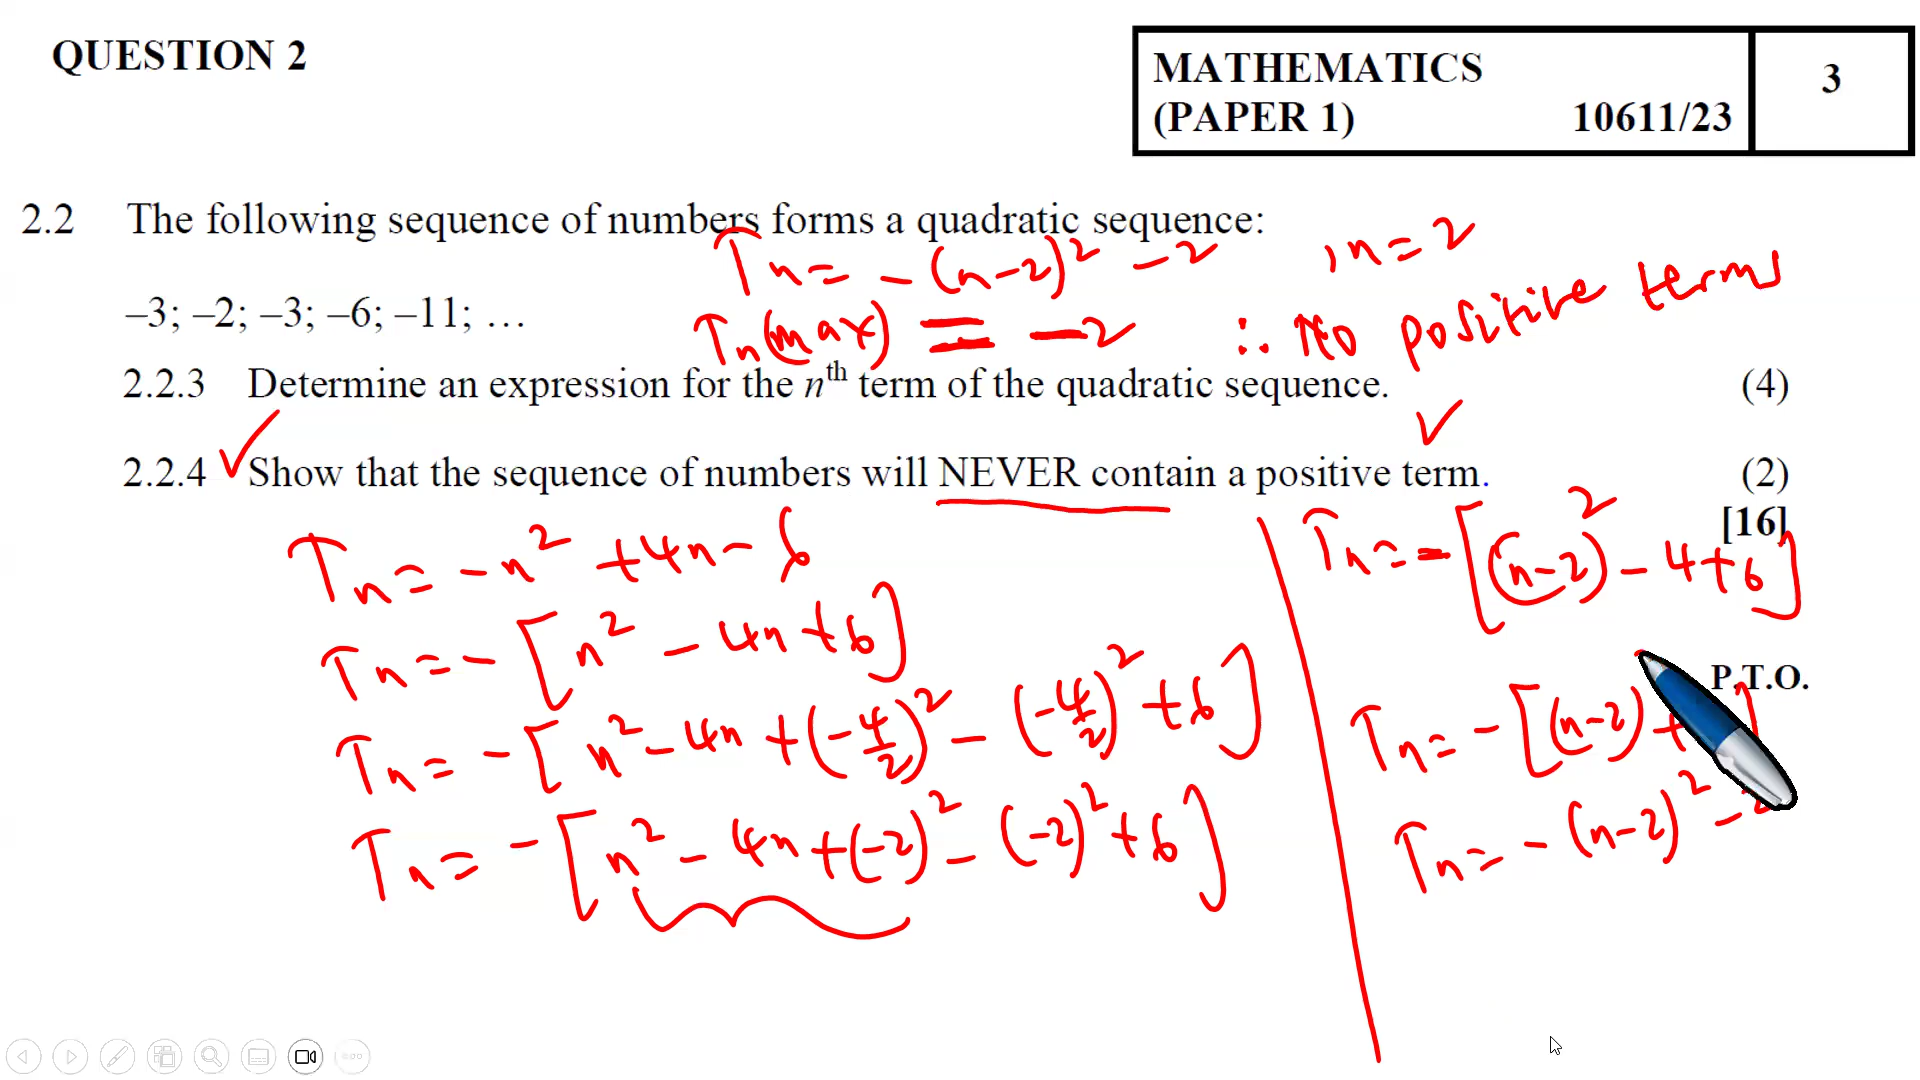 QUESTION 2
MATHEMATICS
(PAPER 1) 10611/23
3
2.2 The following sequence of numbers forms a quadratic sequence:
Tn = -(n-2)² - 2 , n = 2
–3; –2; –3; –6; –11; …
Tn(max) = -2 ∴ No positive terms
2.2.3 Determine an expression for the nᵗʰ term of the quadratic sequence. (4)
2.2.4 Show that the sequence of numbers will NEVER contain a positive term. (2)
[16]
Tn = -n² + 4n - 6
Tn = -[n² - 4n + 6]
Tn = -[n² - 4n + (-4/2)² - (-4/2)² + 6]
Tn = -[n² - 4n + (-2)² - (-2)² + 6]
Tn = -[(n-2)² - 4 + 6]
P.T.O.
Tn = -[(n-2) +
Tn = -(n-2)² -